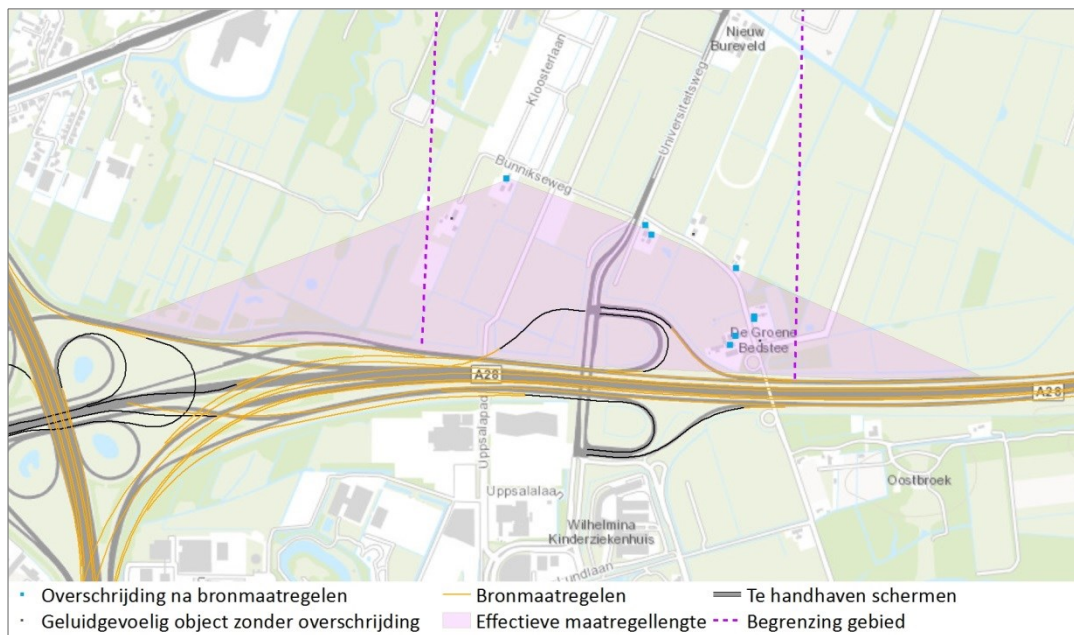 Nieuw
Bureveld
Kloosterlaan
Universiteitsweg
Bunnikseweg
De Groene
Bedstee
A28
A28
Uppsalalaan
Oostbroek
Wilhelmina
Kinderziekenhuis
Overschrijding na bronmaatregelen
Bronmaatregelen
Te handhaven schermen
Geluidgevoelig object zonder overschrijding
Effectieve maatregellengte
Begrenzing gebied